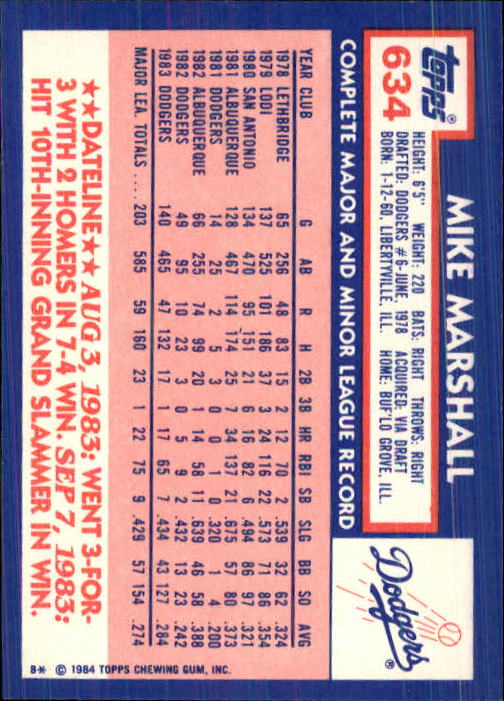 topps®
634
MIKE MARSHALL
HEIGHT: 6'5" WEIGHT: 220 BATS: RIGHT THROWS: RIGHT
DRAFTED: DODGERS #6-JUNE, 1978 ACQUIRED: VIA DRAFT
BORN: 1-12-60, LIBERTYVILLE, ILL. HOME: BUF'LO GROVE, ILL.
Dodgers®
COMPLETE MAJOR AND MINOR LEAGUE RECORD
YEAR CLUB G AB R H 2B 3B HR RBI SB SLG BB SO AVG
1978 LETHBRIDGE 65 256 48 83 15 2 12 70 2 .539 32 62 .324
1979 LODI 137 525 101 186 37 3 24 116 22 .573 71 86 .354
1980 SAN ANTONIO 134 470 95 151 21 6 16 82 6 .494 86 97 .321
1981 ALBUQUERQUE 128 467 114 174 25 7 34 137 21 .675 57 80 .373
1981 DODGERS 14 25 2 5 3 0 0 1 0 .320 1 4 .200
1982 ALBUQUERQUE 66 255 74 99 20 1 14 58 11 .639 46 58 .388
1982 DODGERS 49 95 10 23 3 0 5 9 2 .432 13 23 .242
1983 DODGERS 140 465 47 132 17 1 17 65 7 .434 43 127 .284
MAJOR LEA. TOTALS .... 203 585 59 160 23 1 22 75 9 .429 57 154 .274
★★DATELINE★★ AUG 3, 1983: WENT 3-FOR-
3 WITH 2 HOMERS IN 7-4 WIN. SEP 7, 1983:
HIT 10TH-INNING GRAND SLAMMER IN WIN.
B* © 1984 TOPPS CHEWING GUM, INC.